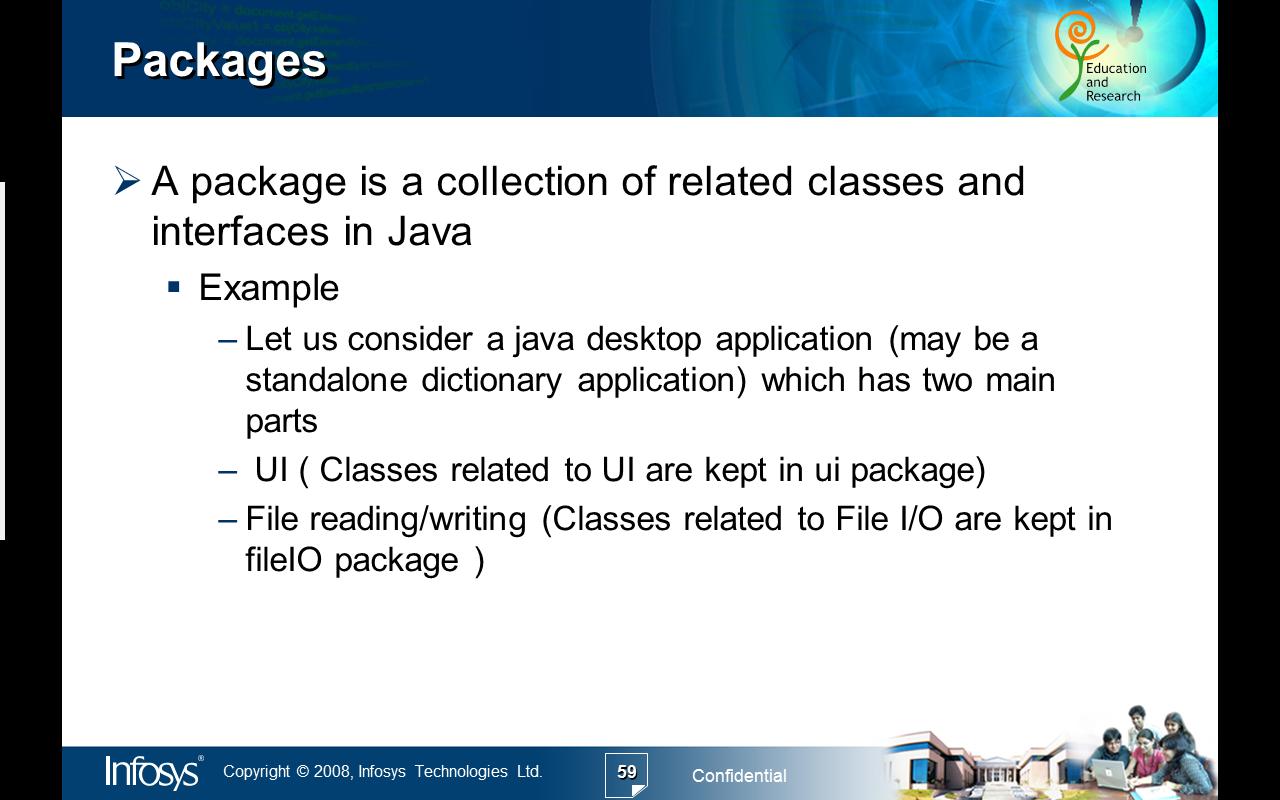 Packages
Education
and
Research
➢ A package is a collection of related classes and
interfaces in Java
▪ Example
– Let us consider a java desktop application (may be a
standalone dictionary application) which has two main
parts
– UI ( Classes related to UI are kept in ui package)
– File reading/writing (Classes related to File I/O are kept in
fileIO package )
Infosys® Copyright © 2008, Infosys Technologies Ltd. 59 Confidential